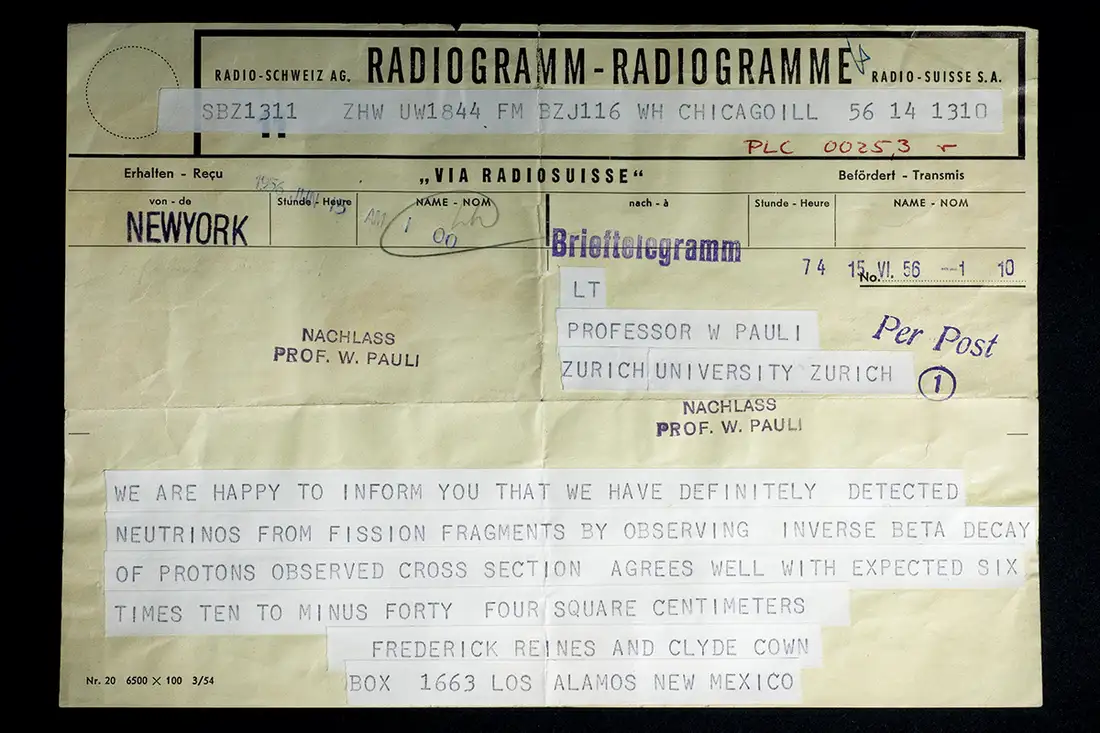 RADIO-SCHWEIZ AG. RADIOGRAMM-RADIOGRAMME RADIO-SUISSE S.A.
SBZ1311 ZHW UW1844 FM BZJ116 WH CHICAGOILL 56 14 1310
PLC 0025,3
Erhalten - Reçu „VIA RADIOSUISSE“ Befördert - Transmis
von - de Stunde - Heure NAME - NOM nach - à Stunde - Heure NAME - NOM
NEWYORK
Brieftelegramm
74 15. VI. 56 --1 10
No.
LT
PROFESSOR W PAULI
ZURICH UNIVERSITY ZURICH
Per Post
1
NACHLASS
PROF. W. PAULI
NACHLASS
PROF. W. PAULI
WE ARE HAPPY TO INFORM YOU THAT WE HAVE DEFINITELY DETECTED
NEUTRINOS FROM FISSION FRAGMENTS BY OBSERVING INVERSE BETA DECAY
OF PROTONS OBSERVED CROSS SECTION AGREES WELL WITH EXPECTED SIX
TIMES TEN TO MINUS FORTY FOUR SQUARE CENTIMETERS
FREDERICK REINES AND CLYDE COWN
BOX 1663 LOS ALAMOS NEW MEXICO
Nr. 20 6500 × 100 3/54